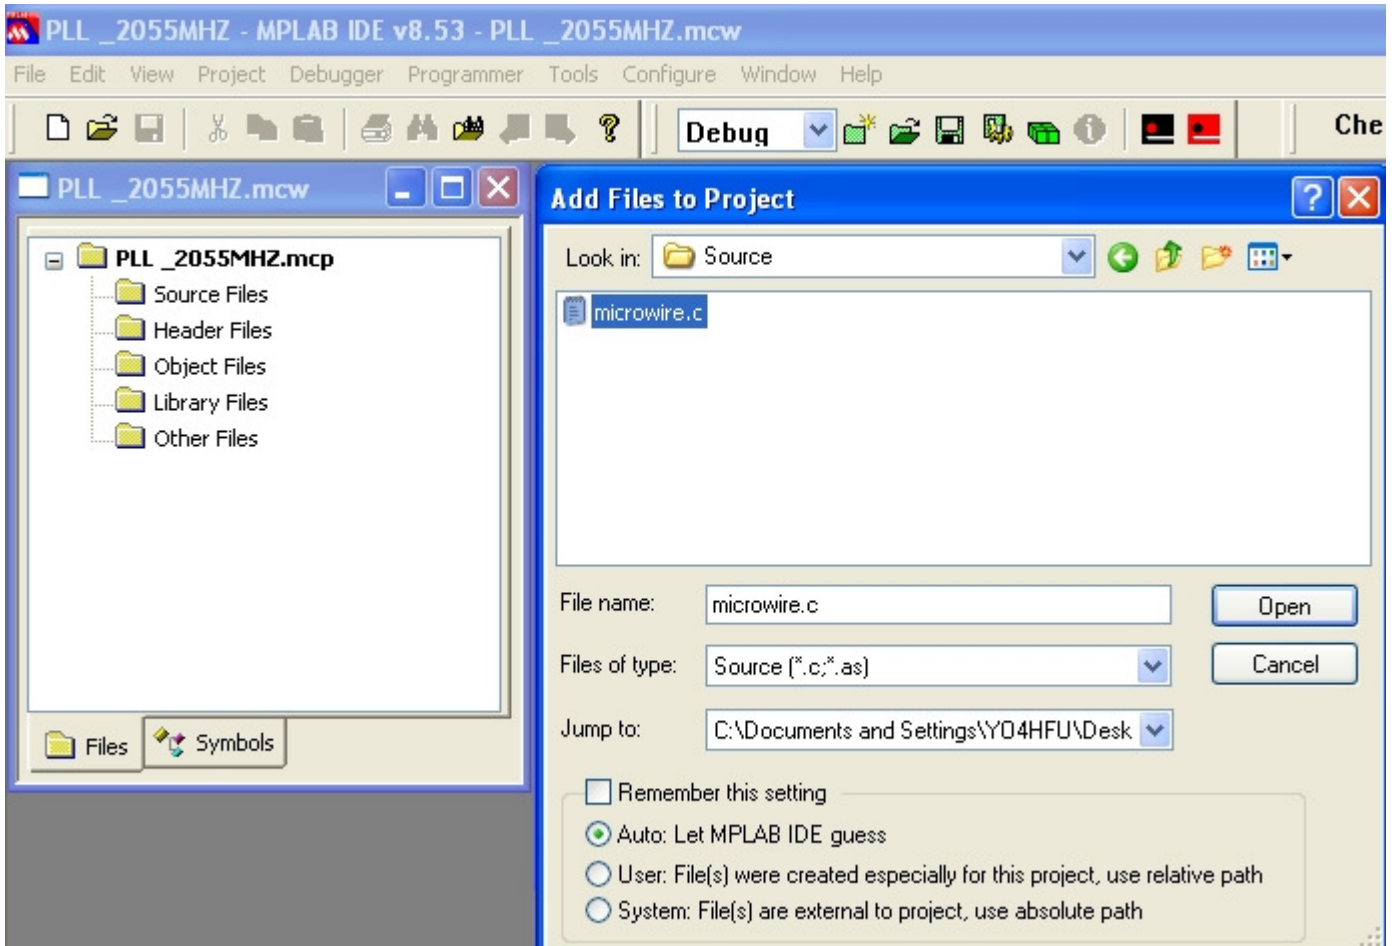 PLL _2055MHZ - MPLAB IDE v8.53 - PLL _2055MHZ.mcw
File Edit View Project Debugger Programmer Tools Configure Window Help
Debug
Che
PLL _2055MHZ.mcw
PLL _2055MHZ.mcp
Source Files
Header Files
Object Files
Library Files
Other Files
Files
Symbols
Add Files to Project
Look in: Source
microwire.c
File name: microwire.c
Open
Files of type: Source (*.c;*.as)
Cancel
Jump to: C:\Documents and Settings\YO4HFU\Desk
Remember this setting
Auto: Let MPLAB IDE guess
User: File(s) were created especially for this project, use relative path
System: File(s) are external to project, use absolute path